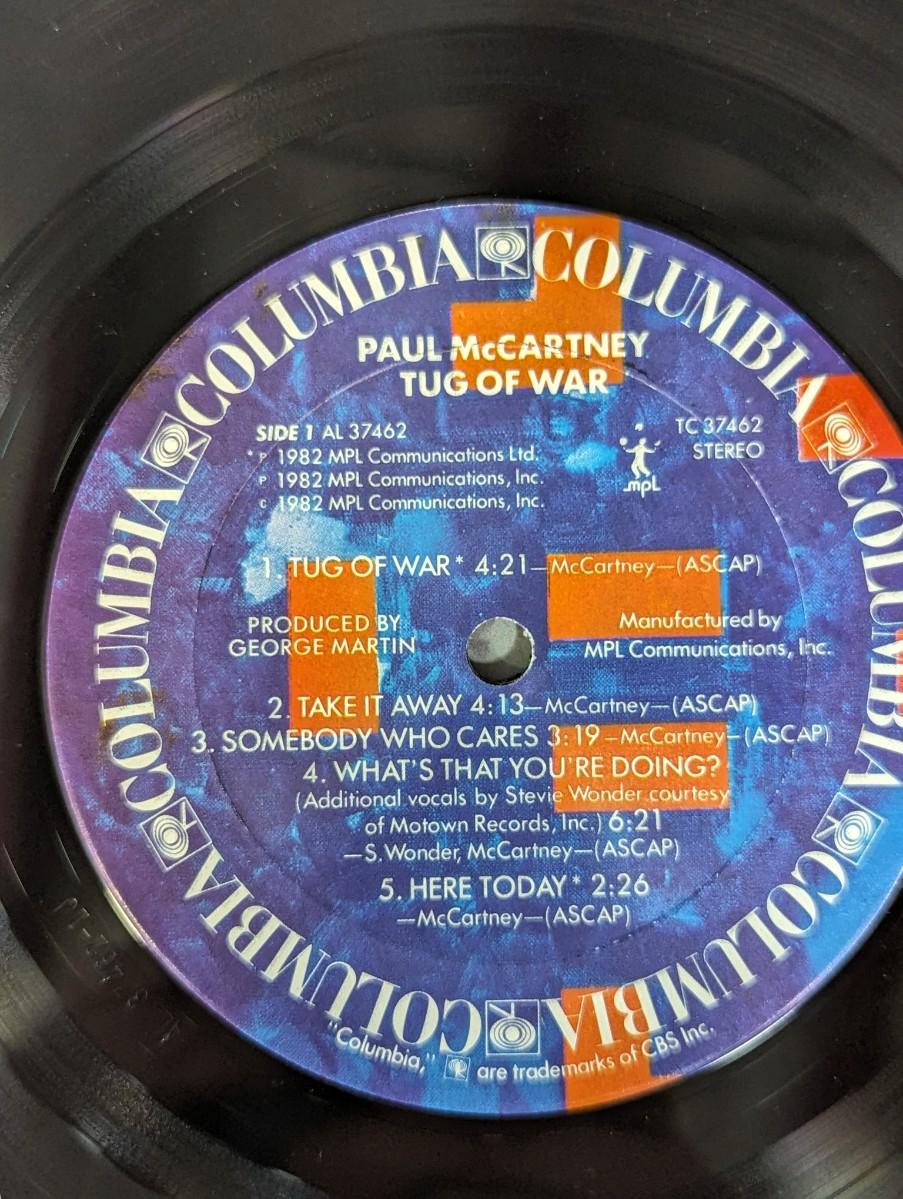 COLUMBIA COLUMBIA COLUMBIA COLUMBIA COLUMBIA COLUMBIA COLUMBIA COLUMBIA
PAUL McCARTNEY
TUG OF WAR
SIDE 1 AL 37462
TC 37462
STEREO
* P 1982 MPL Communications Ltd.
P 1982 MPL Communications, Inc.
C 1982 MPL Communications, Inc.
mpL
1. TUG OF WAR* 4:21—McCartney—(ASCAP)
PRODUCED BY
GEORGE MARTIN
Manufactured by
MPL Communications, Inc.
2. TAKE IT AWAY 4:13—McCartney—(ASCAP)
3. SOMEBODY WHO CARES 3:19—McCartney—(ASCAP)
4. WHAT'S THAT YOU'RE DOING?
(Additional vocals by Stevie Wonder courtesy
of Motown Records, Inc.) 6:21
—S. Wonder, McCartney—(ASCAP)
5. HERE TODAY* 2:26
—McCartney—(ASCAP)
"Columbia," are trademarks of CBS Inc.